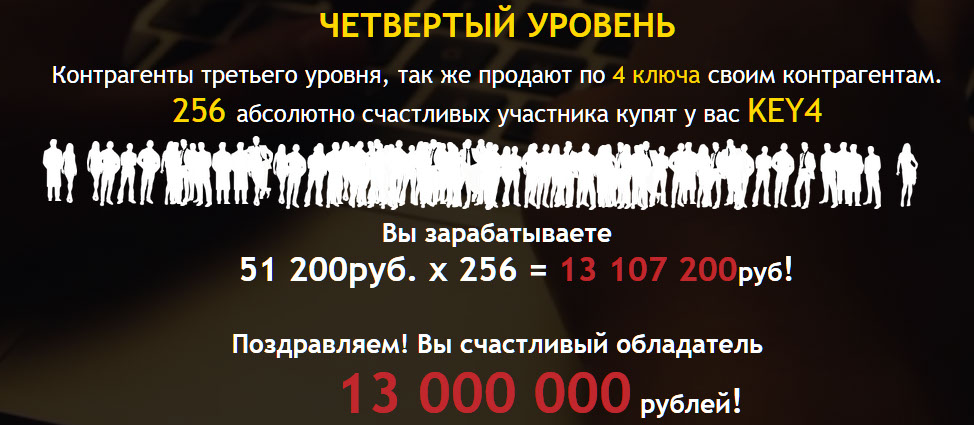 ЧЕТВЕРТЫЙ УРОВЕНЬ
Контрагенты третьего уровня, так же продают по 4 ключа своим контрагентам.
256 абсолютно счастливых участника купят у вас KEY4
Вы зарабатываете
51 200руб. x 256 = 13 107 200руб!
Поздравляем! Вы счастливый обладатель
13 000 000 рублей!